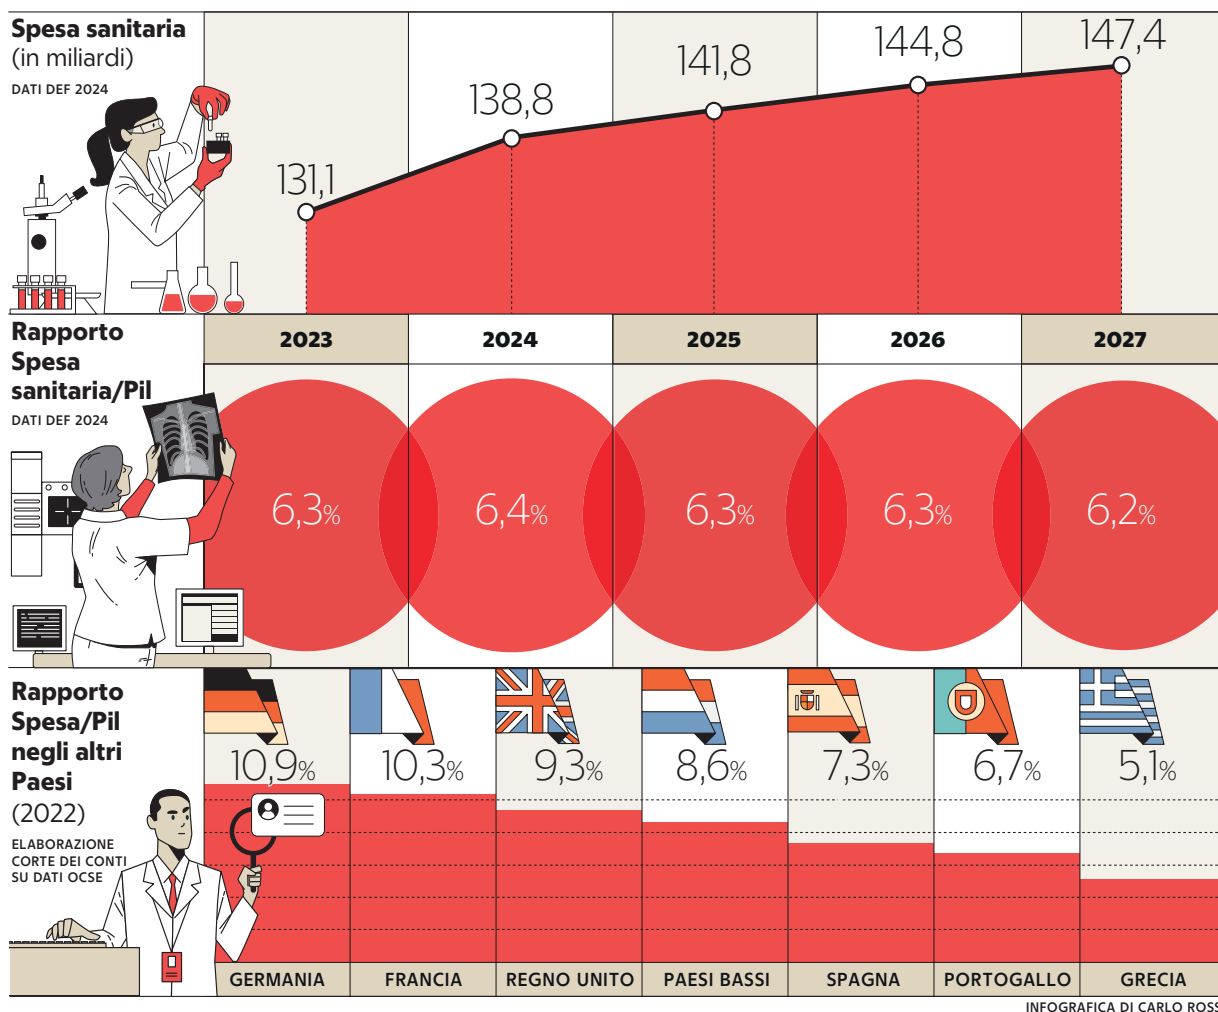 Spesa sanitaria
(in miliardi)
DATI DEF 2024
131,1
138,8
141,8
144,8
147,4
Rapporto
Spesa
sanitaria/Pil
DATI DEF 2024
2023
2024
2025
2026
2027
6,3%
6,4%
6,3%
6,3%
6,2%
Rapporto
Spesa/Pil
negli altri
Paesi
(2022)
ELABORAZIONE
CORTE DEI CONTI
SU DATI OCSE
10,9%
10,3%
9,3%
8,6%
7,3%
6,7%
5,1%
GERMANIA
FRANCIA
REGNO UNITO
PAESI BASSI
SPAGNA
PORTOGALLO
GRECIA
INFOGRAFICA DI CARLO ROSS